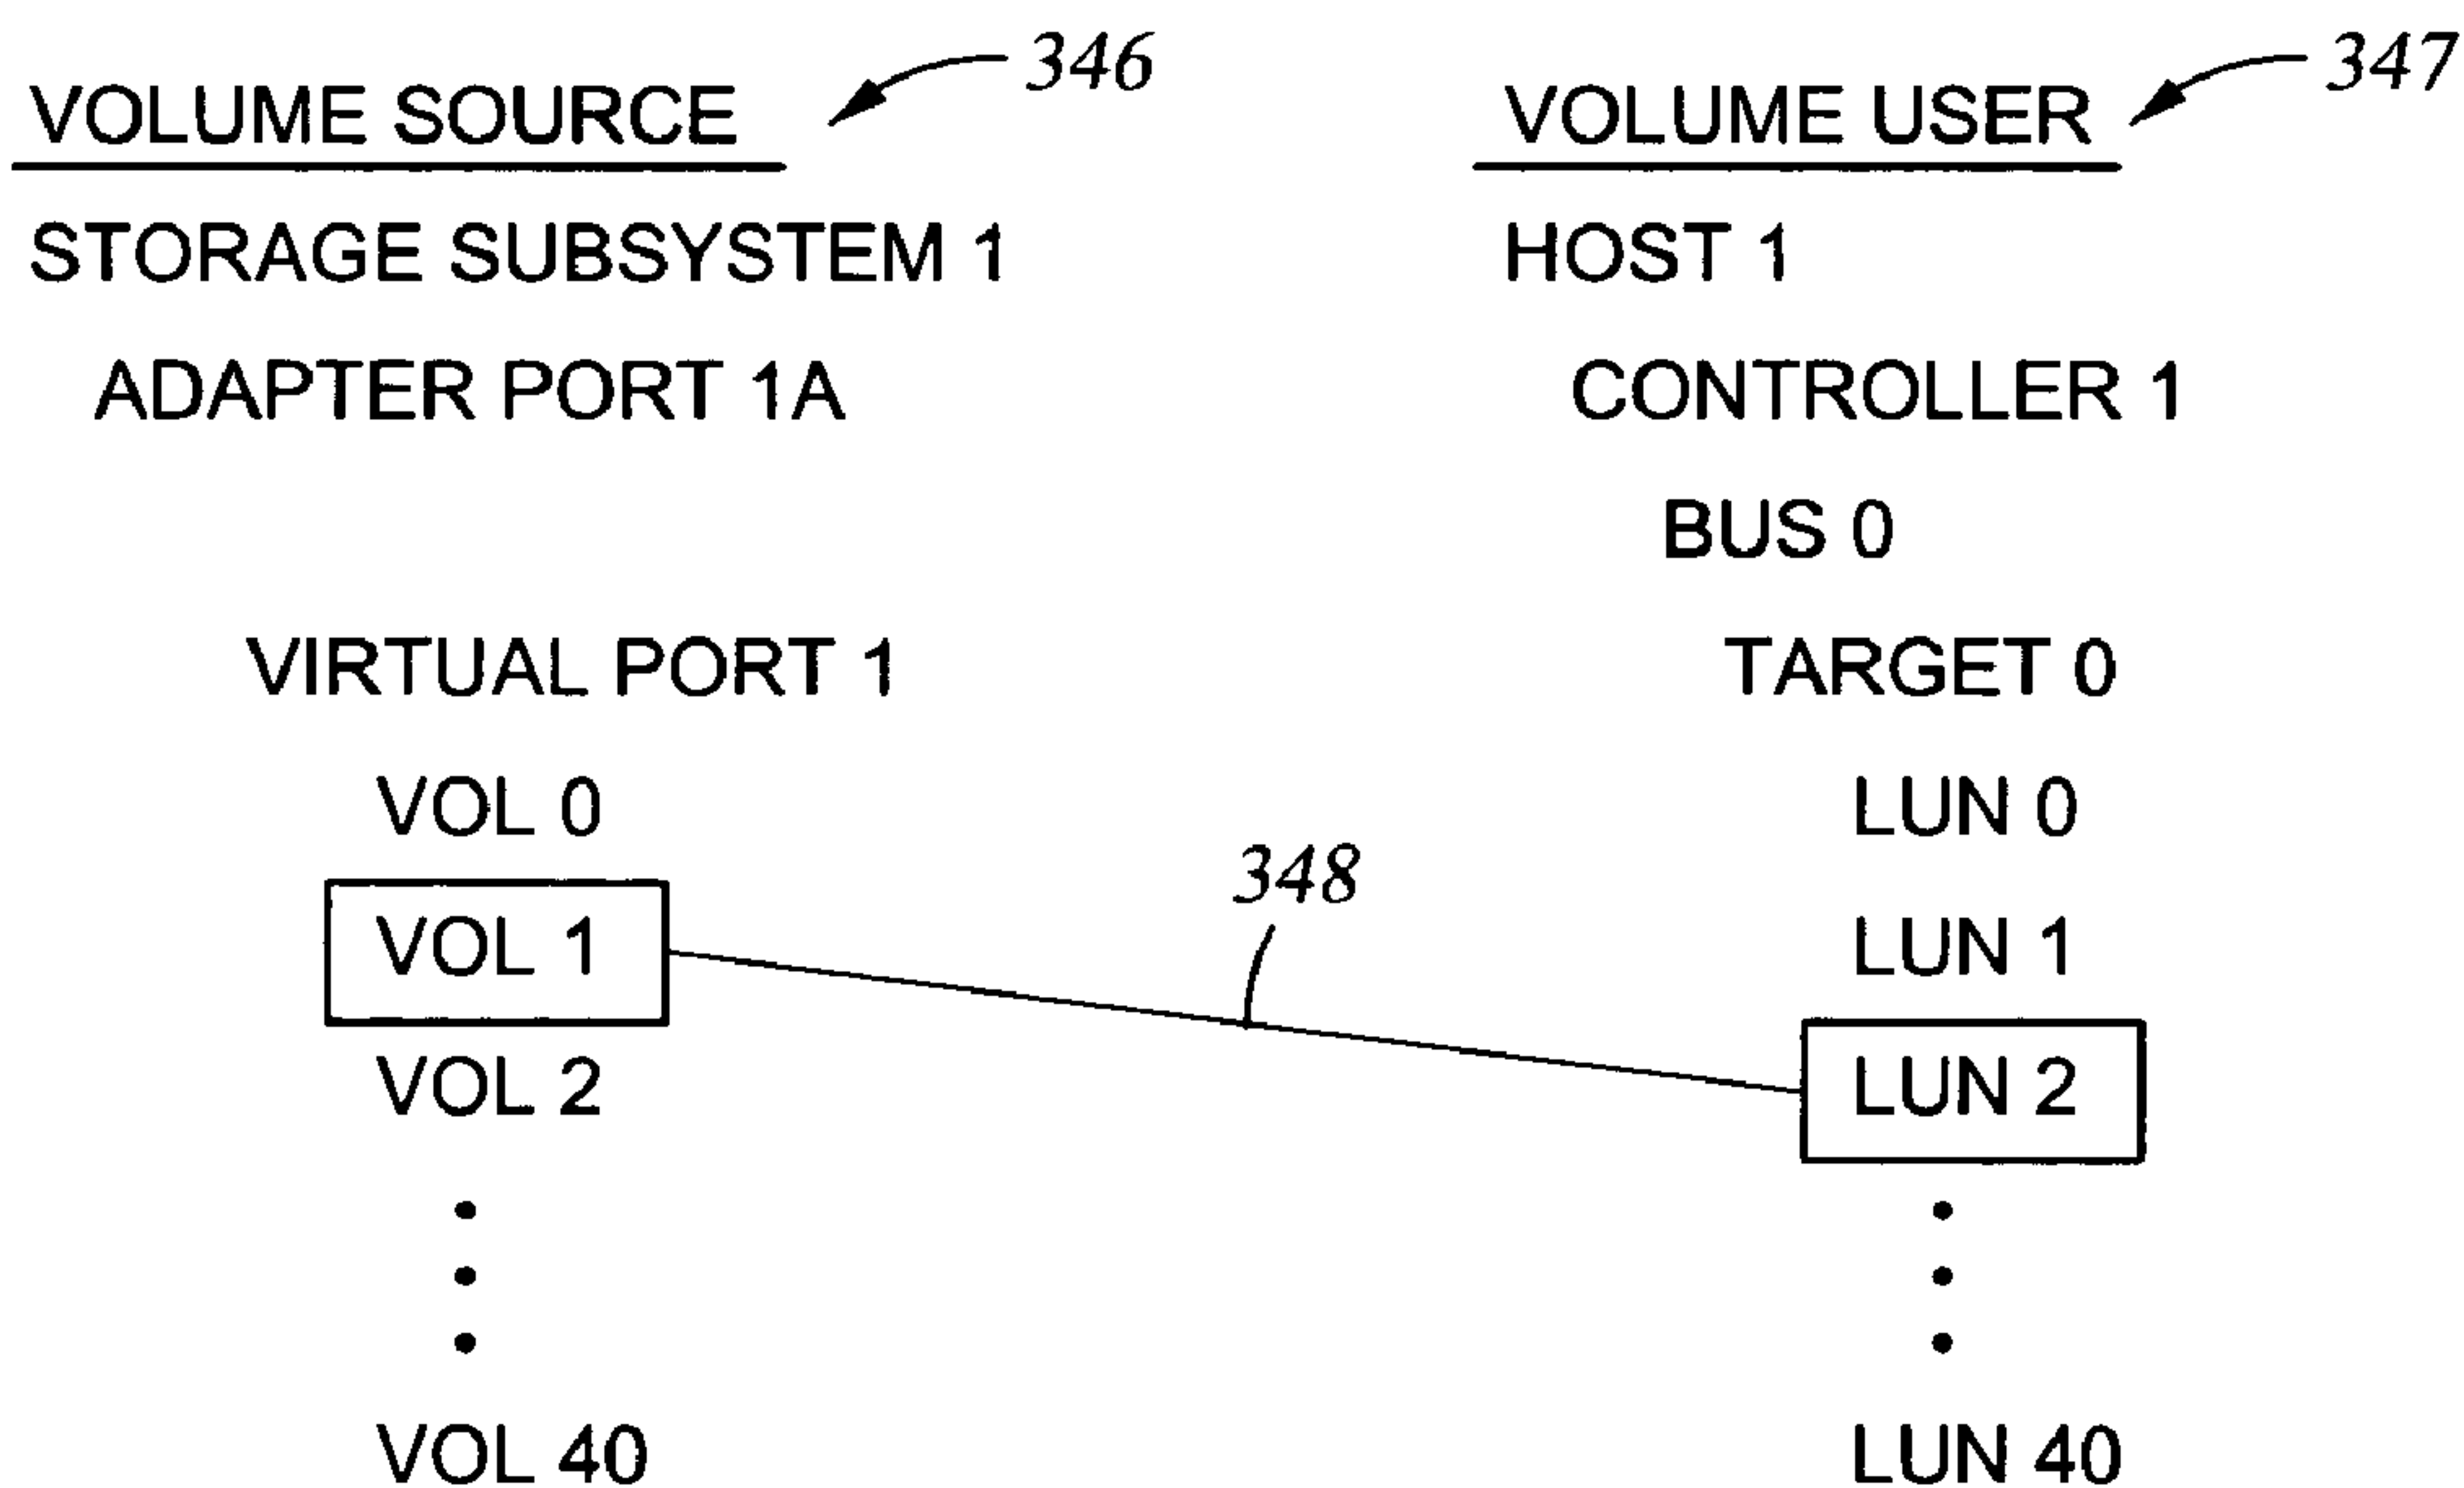 346
VOLUME SOURCE
STORAGE SUBSYSTEM 1
ADAPTER PORT 1A
VIRTUAL PORT 1
VOL 0
VOL 1
VOL 2
VOL 40
348
347
VOLUME USER
HOST 1
CONTROLLER 1
BUS 0
TARGET 0
LUN 0
LUN 1
LUN 2
LUN 40